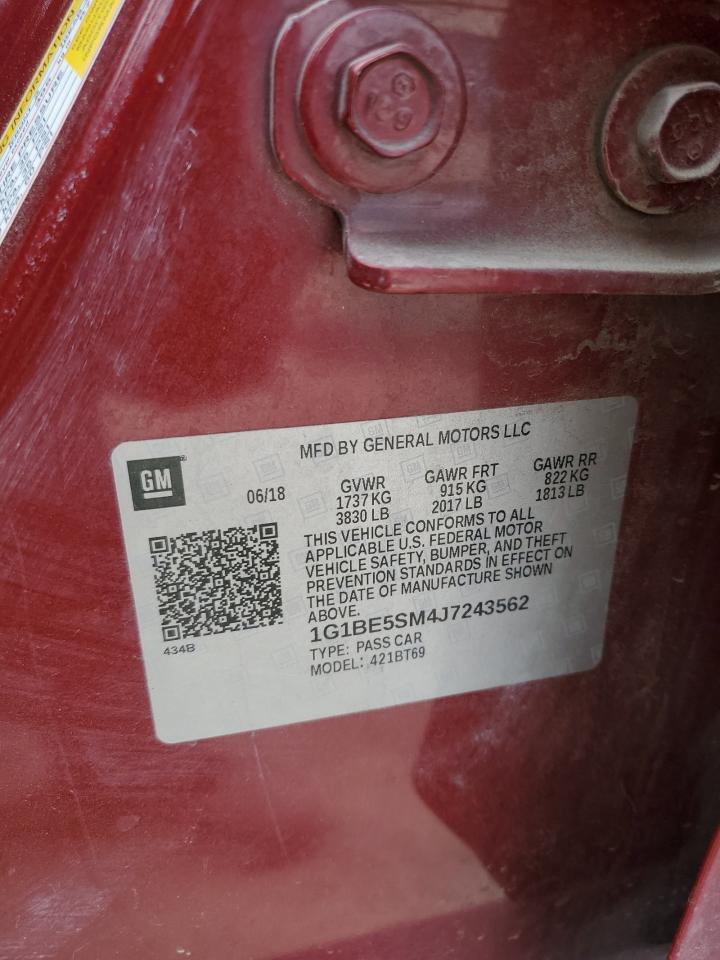 INFORMATION
MFD BY GENERAL MOTORS LLC
GM
06/18
GVWR
1737 KG
3830 LB
GAWR FRT
915 KG
2017 LB
GAWR RR
822 KG
1813 LB
THIS VEHICLE CONFORMS TO ALL
APPLICABLE U.S. FEDERAL MOTOR
VEHICLE SAFETY, BUMPER, AND THEFT
PREVENTION STANDARDS IN EFFECT ON
THE DATE OF MANUFACTURE SHOWN
ABOVE.
1G1BE5SM4J7243562
TYPE: PASS CAR
MODEL: 421BT69
434B